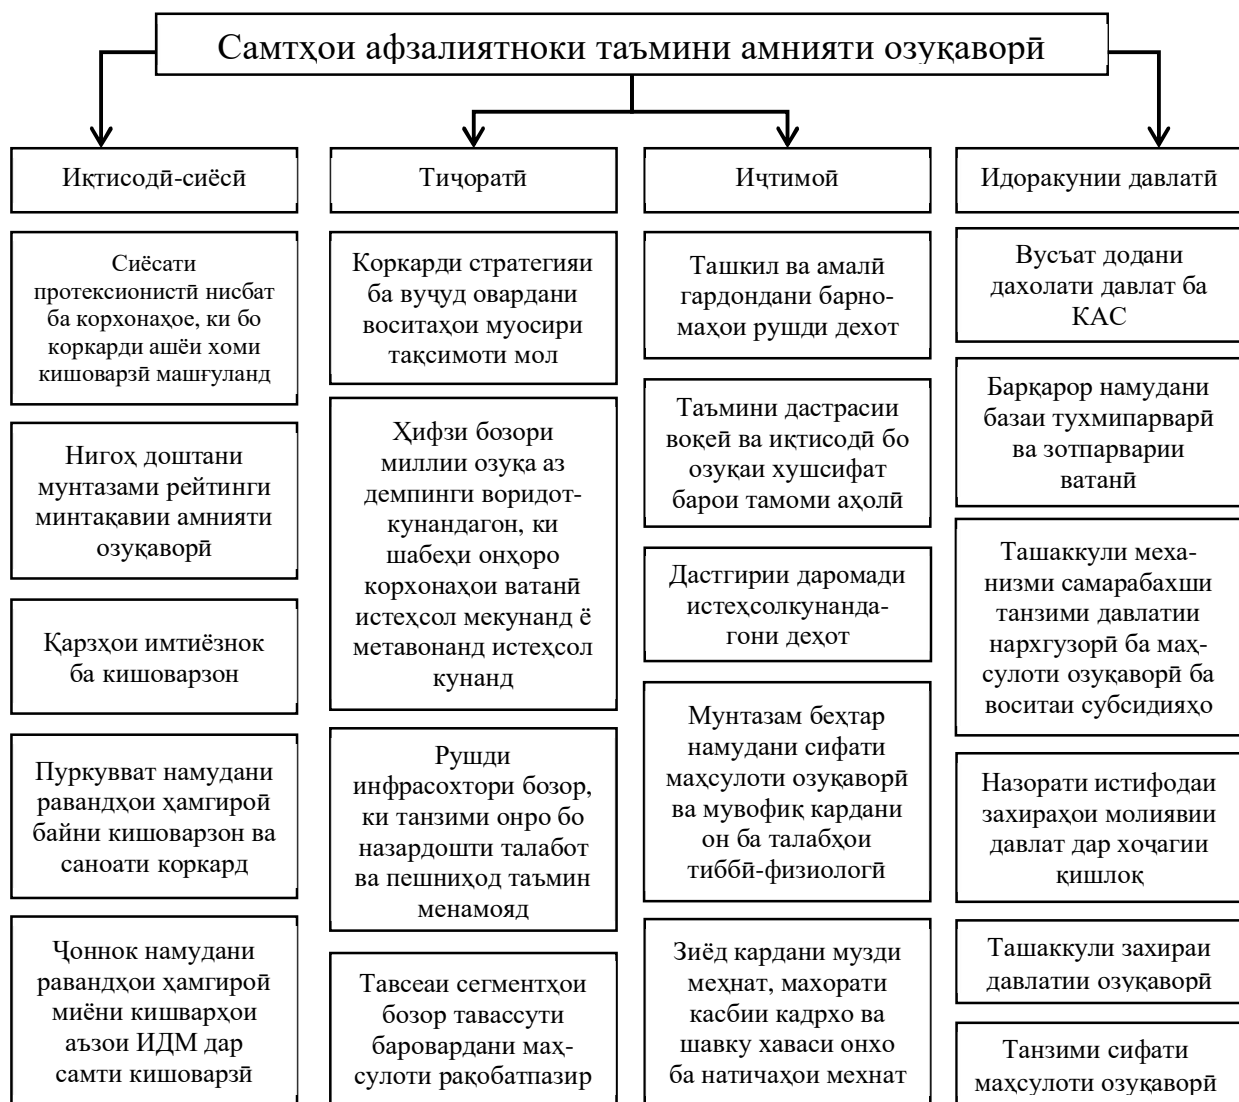 Самтҳои афзалиятноки таъмини амнияти озуқаворӣ
Иқтисодӣ-сиёсӣ
Сиёсати
протексионистӣ нисбат
ба корхонаҳое, ки бо
коркарди ашёи хоми
кишоварзӣ машғуланд
Нигоҳ доштани
мунтазами рейтинги
минтақавии амнияти
озуқаворӣ
Қарзҳои имтиёзнок
ба кишоварзон
Пурқувват намудани
равандҳои ҳамгироӣ
байни кишоварзон ва
саноати коркард
Ҷоннок намудани
равандҳои ҳамгироӣ
миёни кишварҳои
аъзои ИДМ дар
самти кишоварзӣ
Тиҷоратӣ
Коркарди стратегияи
ба вуҷуд овардани
воситаҳои муосири
тақсимоти мол
Ҳифзи бозори
миллии озуқа аз
демпинги воридот-
кунандагон, ки
шабеҳи онҳоро
корхонаҳои ватанӣ
истеҳсол мекунанд ё
метавонанд истеҳсол
кунанд
Рушди
инфрасохтори бозор,
ки танзими онро бо
назардошти талабот
ва пешниҳод таъмин
менамояд
Тавсеаи сегментҳои
бозор тавассути
баровардани маҳ-
сулоти рақобатпазир
Иҷтимоӣ
Ташкил ва амалӣ
гардондани барно-
маҳои рушди деҳот
Таъмини дастрасии
воқеӣ ва иқтисодӣ бо
озуқаи хушсифат
барои тамоми аҳолӣ
Дастгирии даромади
истеҳсолкунанда-
гони деҳот
Мунтазам беҳтар
намудани сифати
маҳсулоти озуқаворӣ
ва мувофиқ кардани
он ба талабҳои
тиббӣ-физиологӣ
Зиёд кардани музди
меҳнат, махорати
касбии кадрхо ва
шавку хаваси онхо
ба натиҷаҳои мехнат
Идоракунии давлатӣ
Вусъат додани
дахолати давлат ба
КАС
Барқарор намудани
базаи тухмипарварӣ
ва зотпарварии
ватанӣ
Ташаккули меха-
низми самарабахши
танзими давлатии
нархгузорӣ ба маҳ-
сулоти озуқаворӣ ба
воситаи субсидияҳо
Назорати истифодаи
захираҳои молиявии
давлат дар хоҷагии
қишлоқ
Ташаккули захираи
давлатии озуқаворӣ
Танзими сифати
маҳсулоти озуқаворӣ